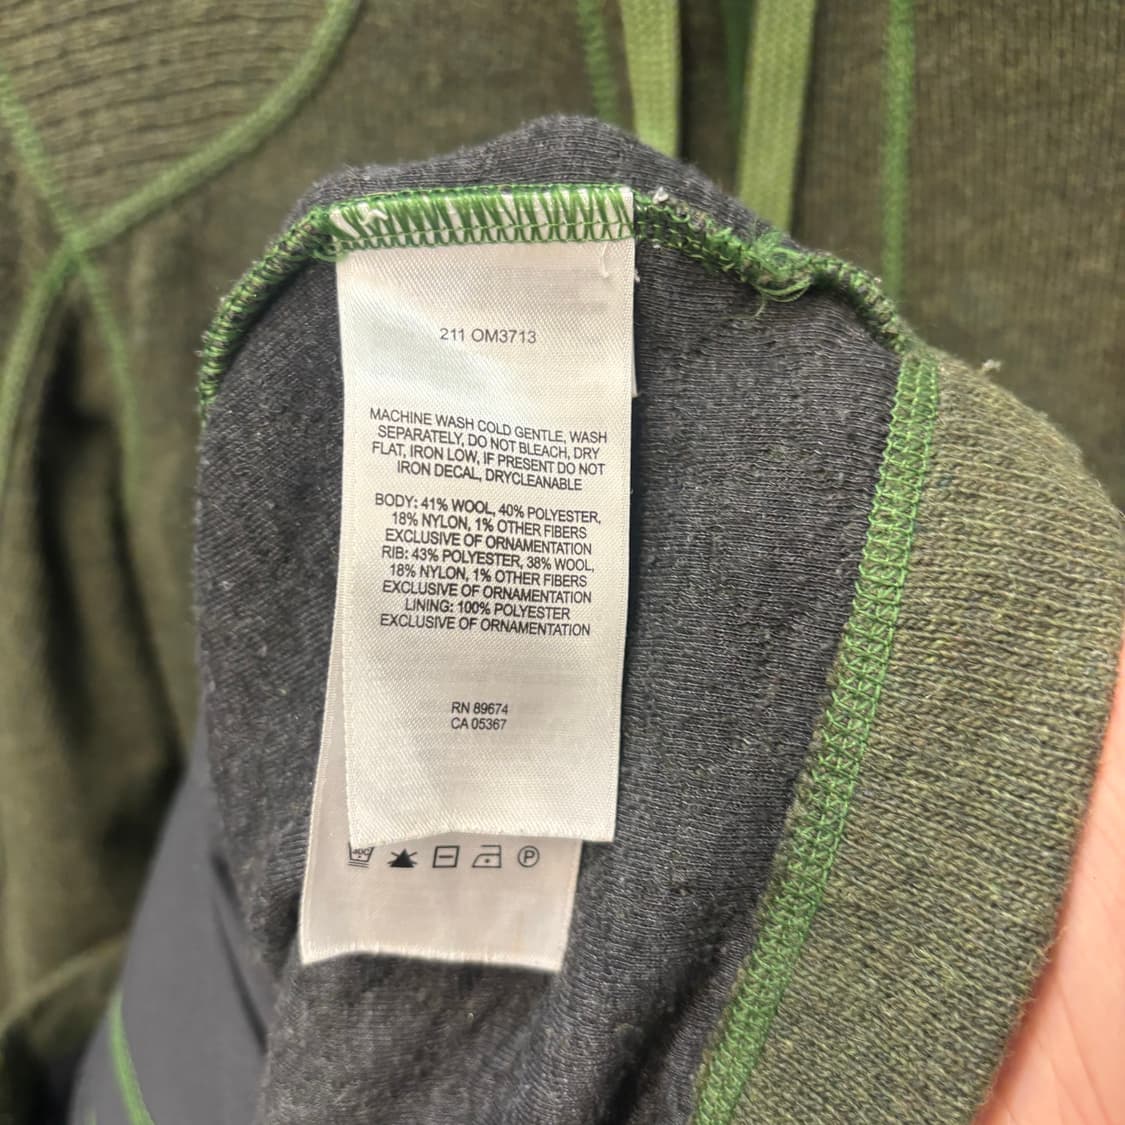 211 OM3713
MACHINE WASH COLD GENTLE, WASH
SEPARATELY, DO NOT BLEACH, DRY
FLAT, IRON LOW, IF PRESENT DO NOT
IRON DECAL, DRYCLEANABLE
BODY: 41% WOOL, 40% POLYESTER,
18% NYLON, 1% OTHER FIBERS
EXCLUSIVE OF ORNAMENTATION
RIB: 43% POLYESTER, 38% WOOL,
18% NYLON, 1% OTHER FIBERS
EXCLUSIVE OF ORNAMENTATION
LINING: 100% POLYESTER
EXCLUSIVE OF ORNAMENTATION
RN 89674
CA 05367
P